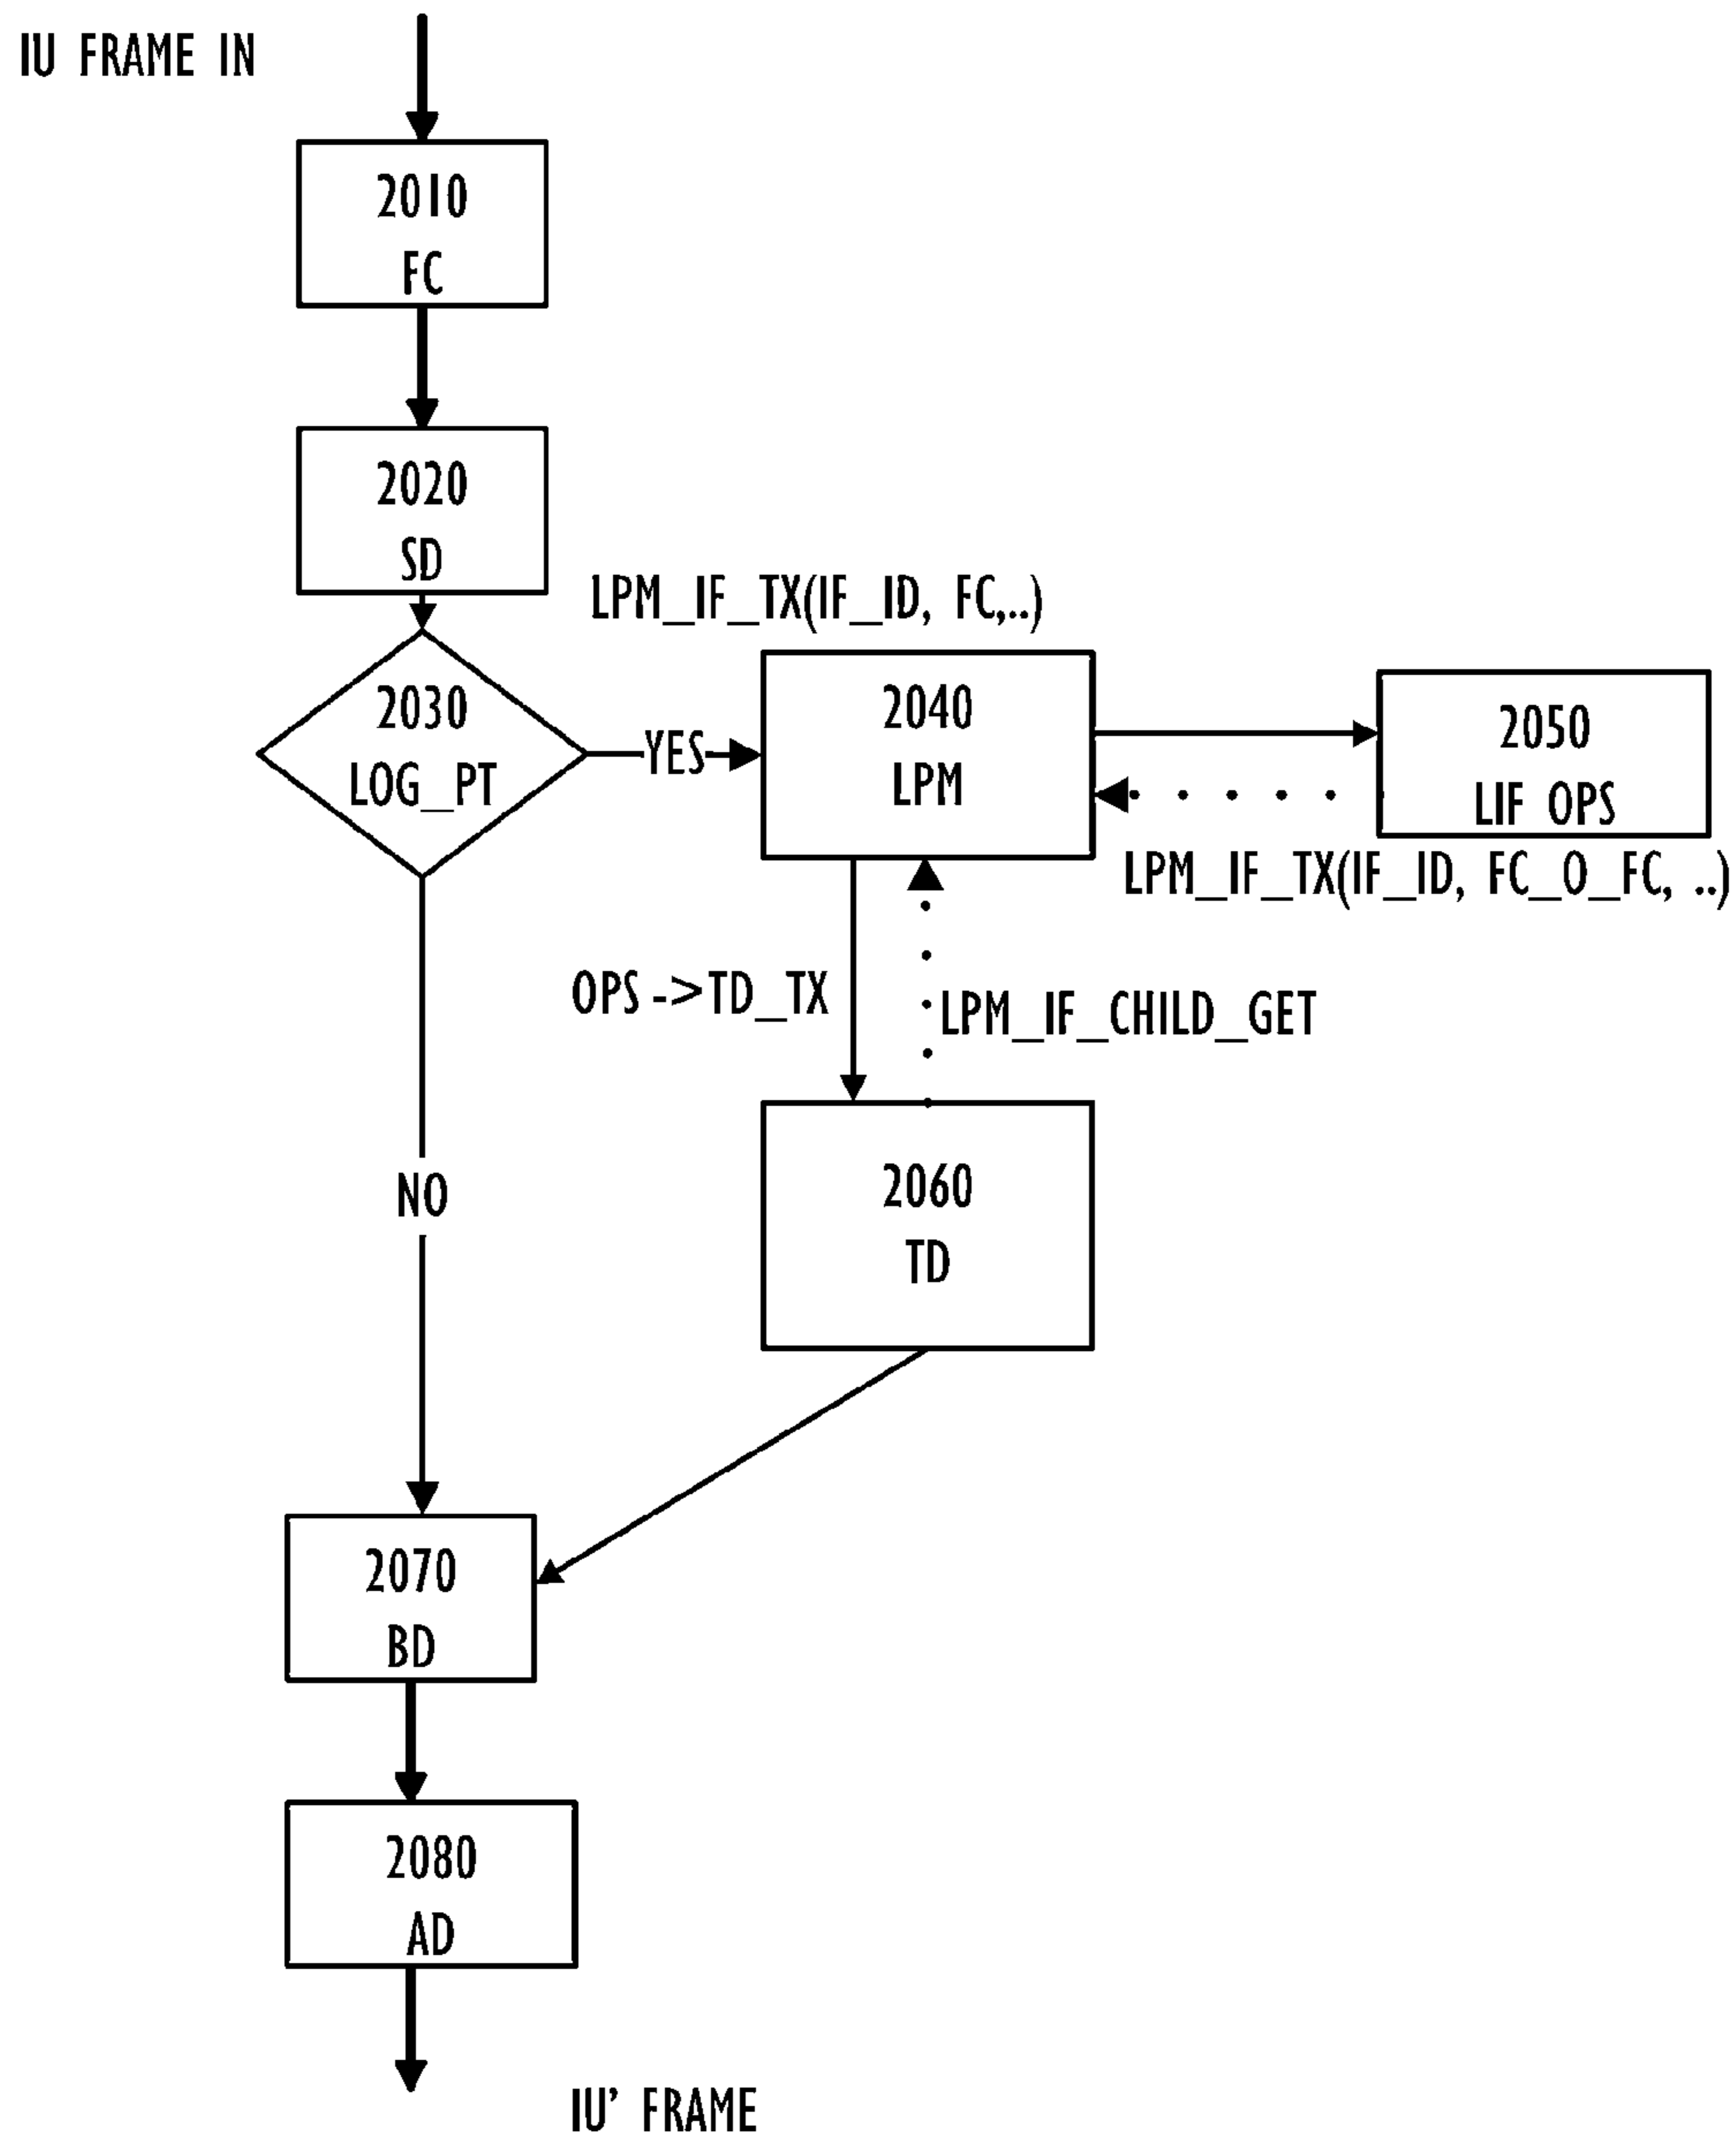 IU FRAME IN
2010
FC
2020
SD
LPM_IF_TX(IF_ID, FC,..)
2030
LOG_PT
YES
2040
LPM
2050
LIF OPS
LPM_IF_TX(IF_ID, FC_O_FC, ..)
OPS ->TD_TX
LPM_IF_CHILD_GET
2060
TD
NO
2070
BD
2080
AD
IU' FRAME